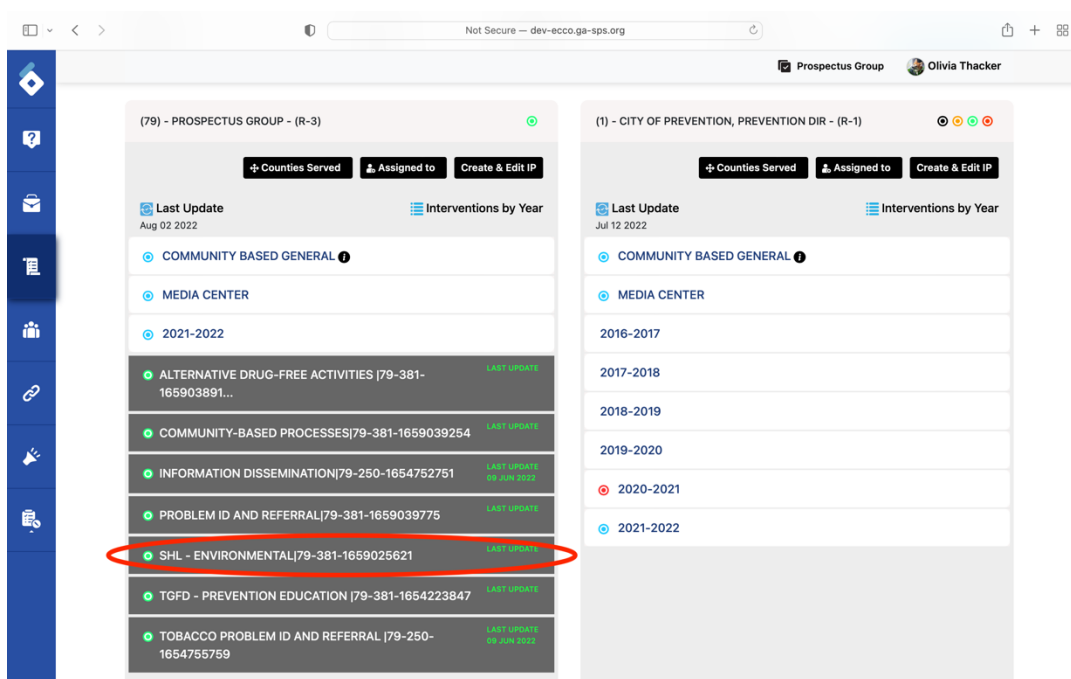 Not Secure — dev-ecco.ga-sps.org
Prospectus Group Olivia Thacker
(79) - PROSPECTUS GROUP - (R-3)
Counties Served Assigned to Create & Edit IP
Last Update Interventions by Year
Aug 02 2022
COMMUNITY BASED GENERAL
MEDIA CENTER
2021-2022
ALTERNATIVE DRUG-FREE ACTIVITIES |79-381- LAST UPDATE
165903891...
COMMUNITY-BASED PROCESSES|79-381-1659039254 LAST UPDATE
INFORMATION DISSEMINATION|79-250-1654752751 LAST UPDATE
09 JUN 2022
PROBLEM ID AND REFERRAL|79-381-1659039775 LAST UPDATE
SHL - ENVIRONMENTAL|79-381-1659025621 LAST UPDATE
TGFD - PREVENTION EDUCATION |79-381-1654223847 LAST UPDATE
TOBACCO PROBLEM ID AND REFERRAL |79-250- LAST UPDATE
1654755759 09 JUN 2022
(1) - CITY OF PREVENTION, PREVENTION DIR - (R-1)
Counties Served Assigned to Create & Edit IP
Last Update Interventions by Year
Jul 12 2022
COMMUNITY BASED GENERAL
MEDIA CENTER
2016-2017
2017-2018
2018-2019
2019-2020
2020-2021
2021-2022